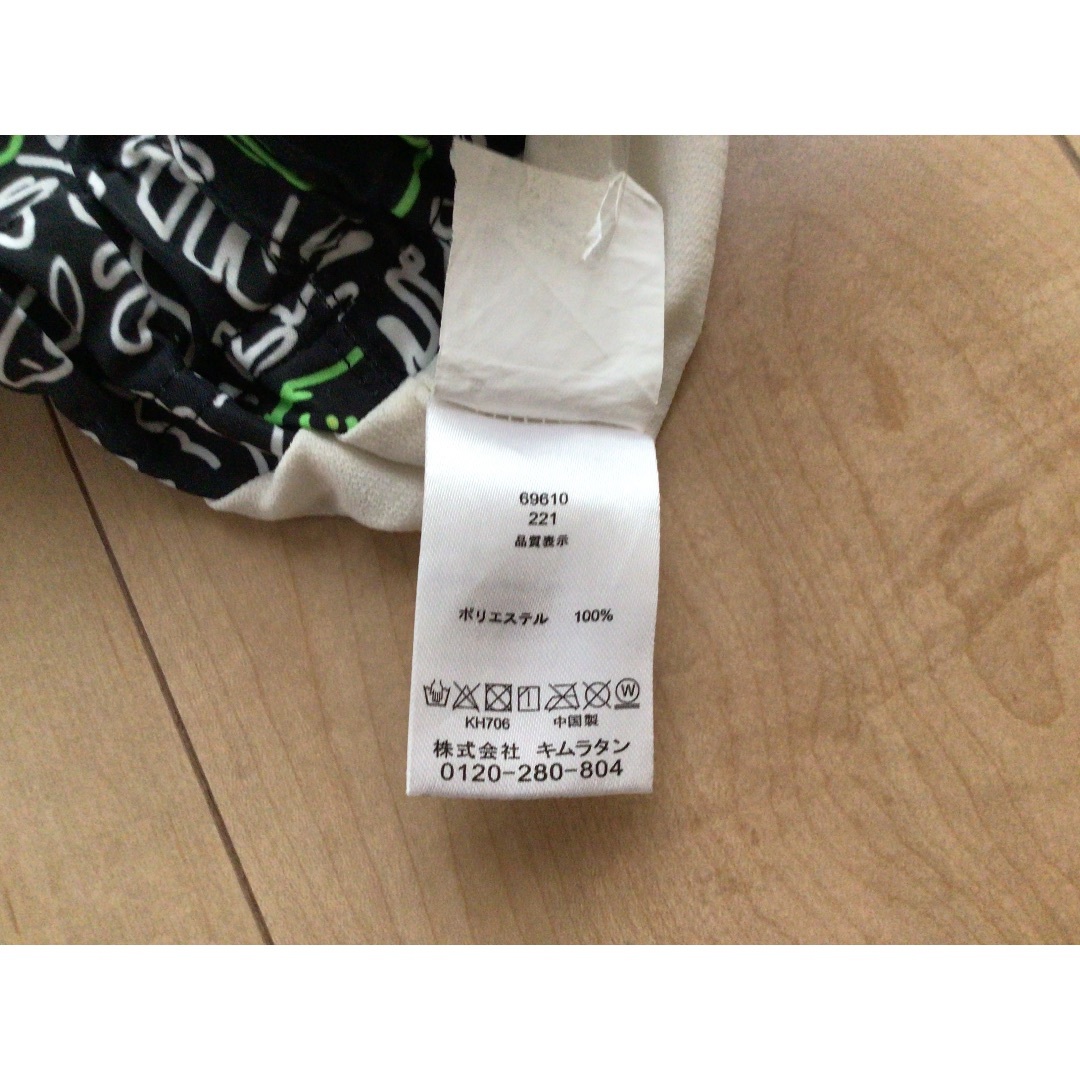 69610
221
品質表示
ポリエステル 100%
W
KH706 中国製
株式会社 キムラタン
0120-280-804